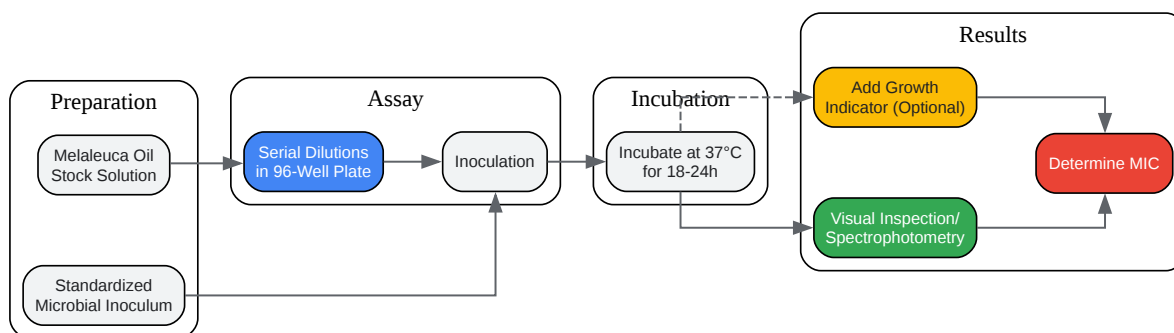 Preparation
Melaleuca Oil
Stock Solution
Standardized
Microbial Inoculum
Assay
Serial Dilutions
in 96-Well Plate
Inoculation
Incubation
Incubate at 37°C
for 18-24h
Results
Add Growth
Indicator (Optional)
Visual Inspection/
Spectrophotometry
Determine MIC